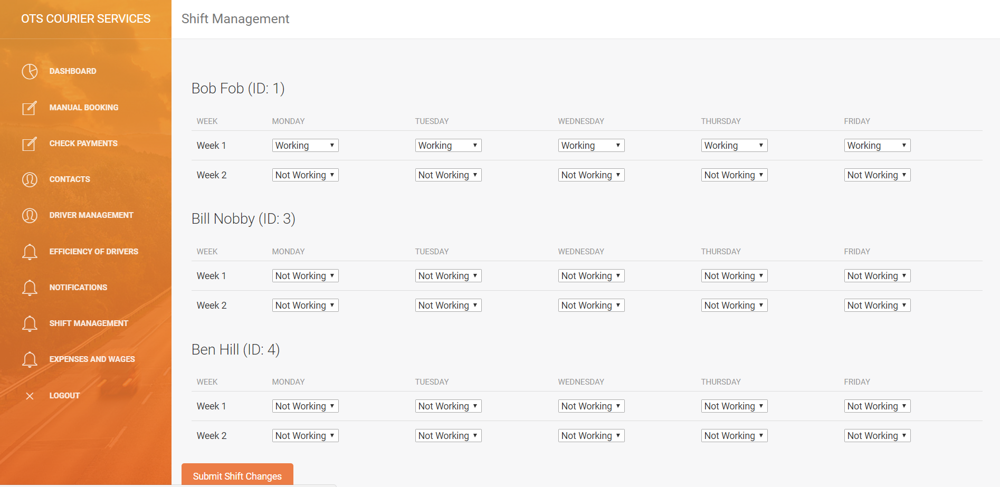 OTS COURIER SERVICES
Shift Management
DASHBOARD
MANUAL BOOKING
CHECK PAYMENTS
CONTACTS
DRIVER MANAGEMENT
EFFICIENCY OF DRIVERS
NOTIFICATIONS
SHIFT MANAGEMENT
EXPENSES AND WAGES
LOGOUT
Bob Fob (ID: 1)
WEEK MONDAY TUESDAY WEDNESDAY THURSDAY FRIDAY
Week 1 Working Working Working Working Working
Week 2 Not Working Not Working Not Working Not Working Not Working
Bill Nobby (ID: 3)
WEEK MONDAY TUESDAY WEDNESDAY THURSDAY FRIDAY
Week 1 Not Working Not Working Not Working Not Working Not Working
Week 2 Not Working Not Working Not Working Not Working Not Working
Ben Hill (ID: 4)
WEEK MONDAY TUESDAY WEDNESDAY THURSDAY FRIDAY
Week 1 Not Working Not Working Not Working Not Working Not Working
Week 2 Not Working Not Working Not Working Not Working Not Working
Submit Shift Changes